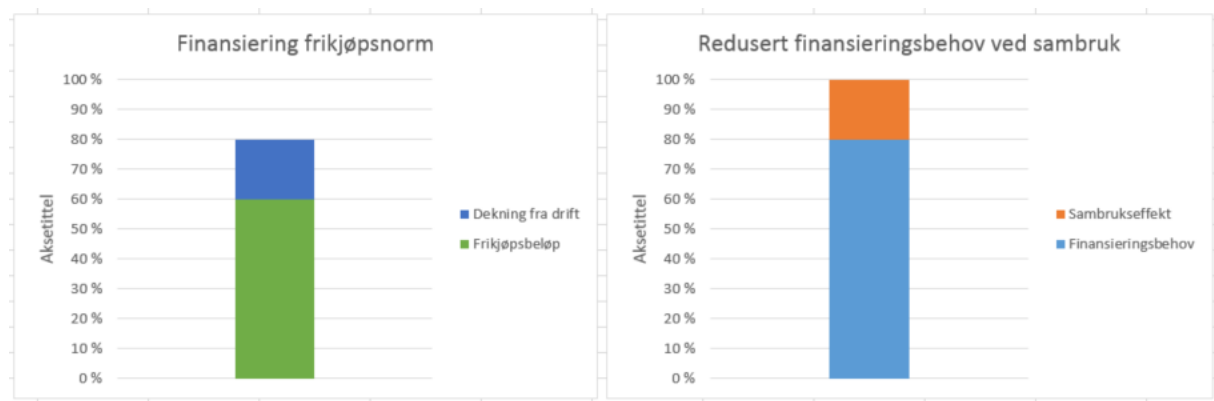 Finansiering frikjøpsnorm
100 %
90 %
80 %
70 %
60 %
50 %
40 %
30 %
20 %
10 %
0 %
Aksetittel
Dekning fra drift
Frikjøpsbeløp
Redusert finansieringsbehov ved sambruk
100 %
90 %
80 %
70 %
60 %
50 %
40 %
30 %
20 %
10 %
0 %
Aksetittel
Sambrukseffekt
Finansieringsbehov